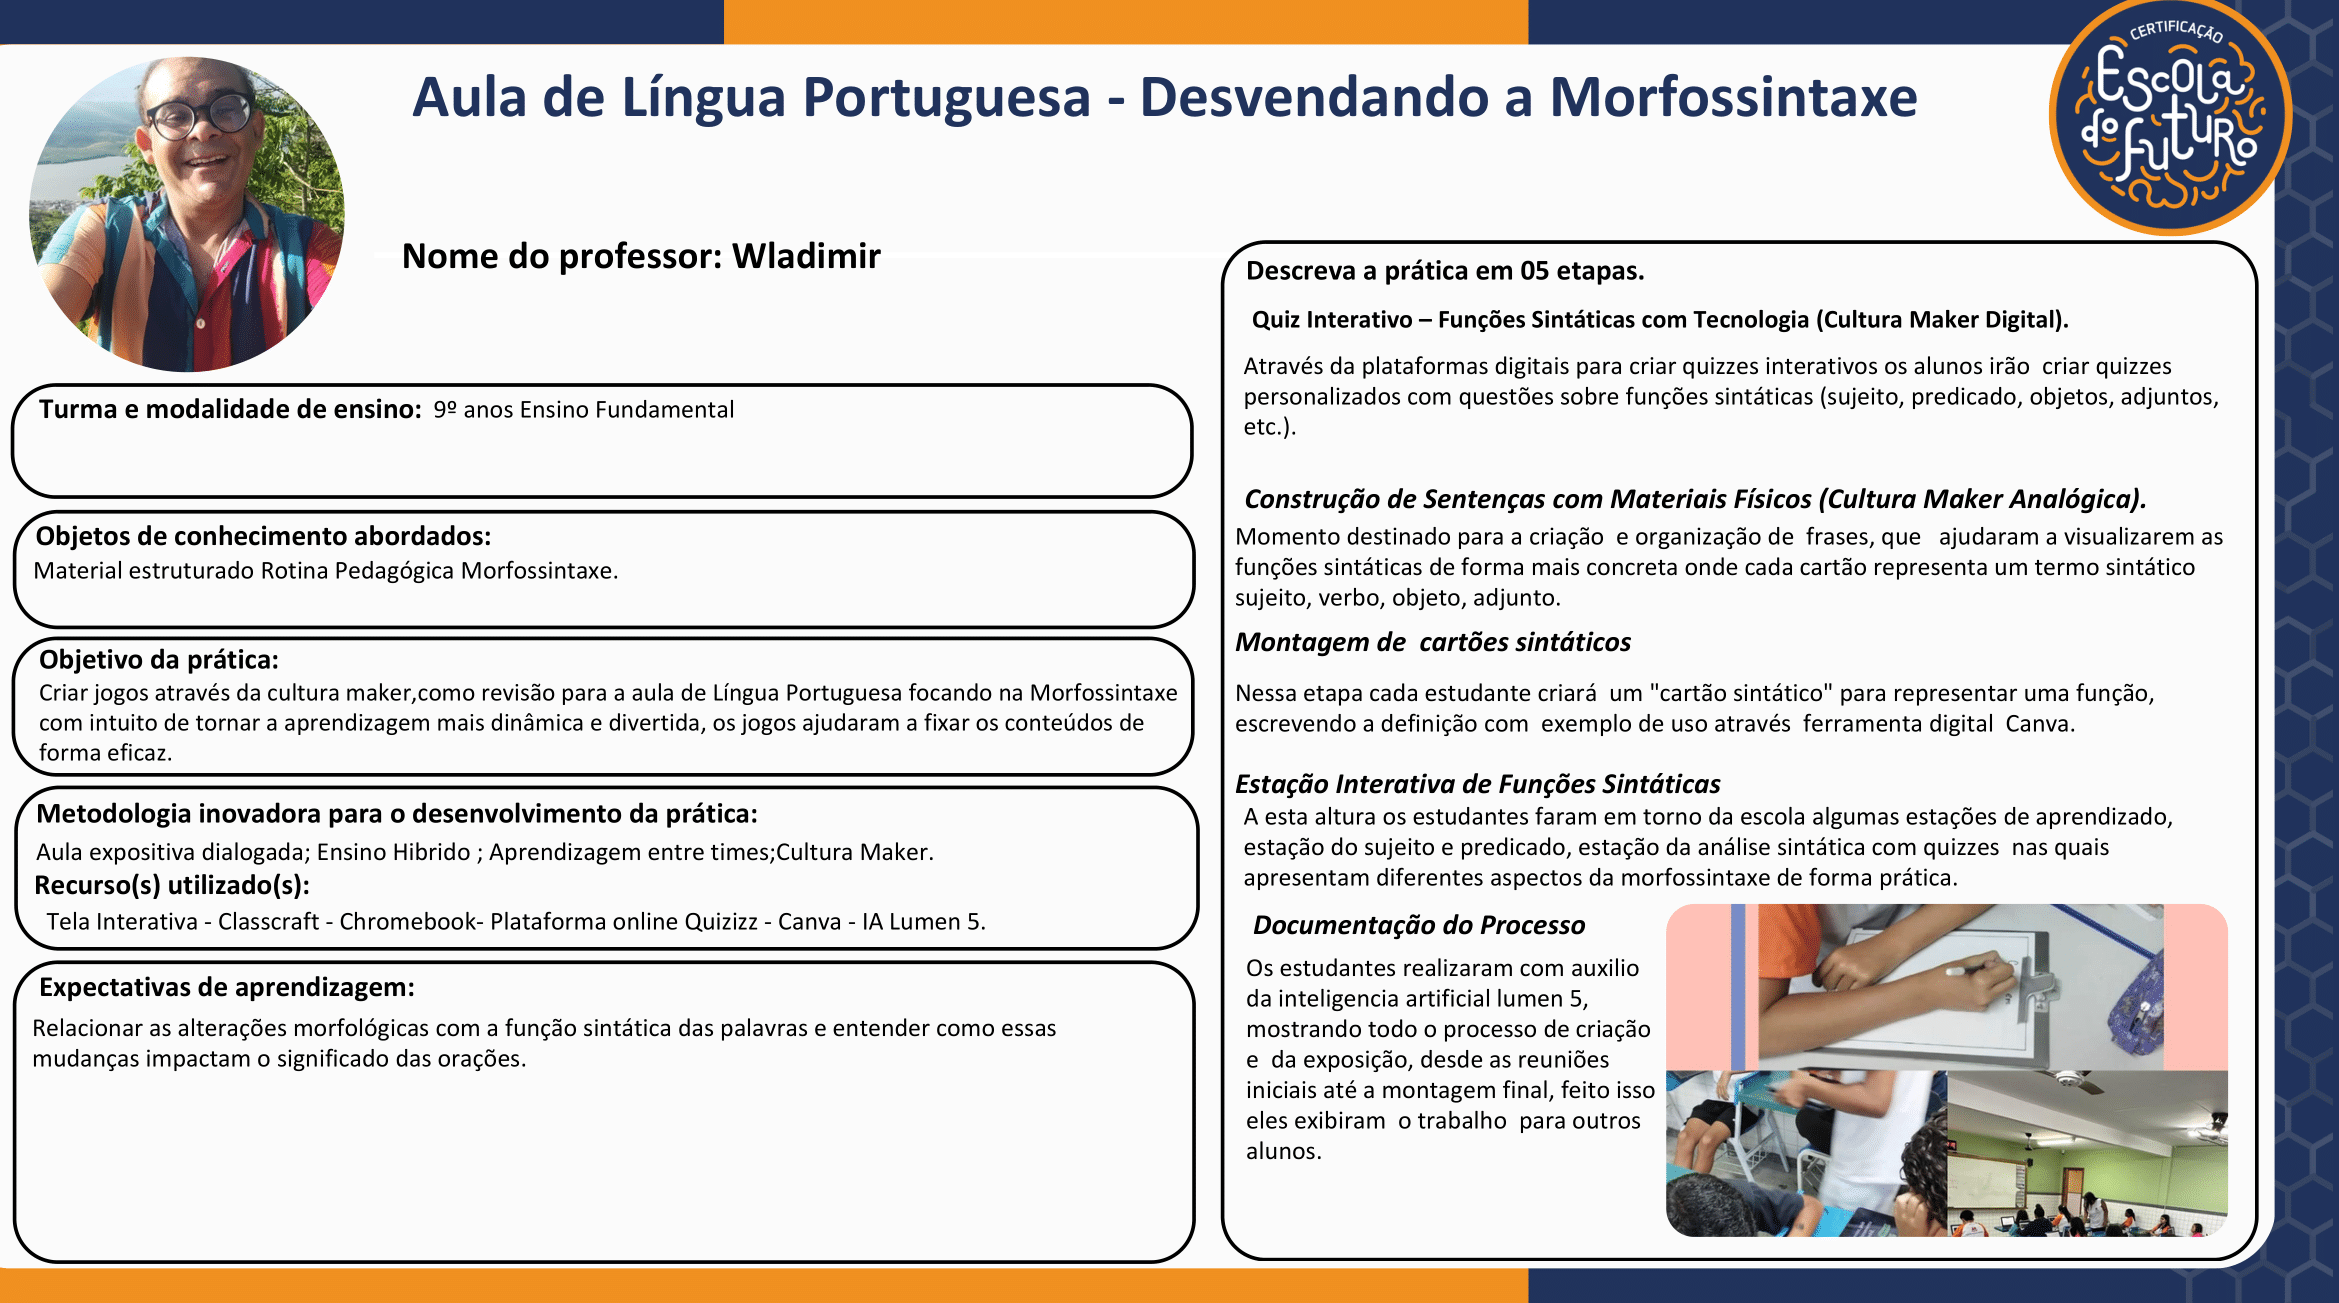 CERTIFICAÇÃO
EscOla
do futuRo
Aula de Língua Portuguesa - Desvendando a Morfossintaxe
Nome do professor: Wladimir
Turma e modalidade de ensino: 9º anos Ensino Fundamental
Objetos de conhecimento abordados:
Material estruturado Rotina Pedagógica Morfossintaxe.
Objetivo da prática:
Criar jogos através da cultura maker,como revisão para a aula de Língua Portuguesa focando na Morfossintaxe
com intuito de tornar a aprendizagem mais dinâmica e divertida, os jogos ajudaram a fixar os conteúdos de
forma eficaz.
Metodologia inovadora para o desenvolvimento da prática:
Aula expositiva dialogada; Ensino Hibrido ; Aprendizagem entre times;Cultura Maker.
Recurso(s) utilizado(s):
Tela Interativa - Classcraft - Chromebook- Plataforma online Quizizz - Canva - IA Lumen 5.
Expectativas de aprendizagem:
Relacionar as alterações morfológicas com a função sintática das palavras e entender como essas
mudanças impactam o significado das orações.
Descreva a prática em 05 etapas.
Quiz Interativo – Funções Sintáticas com Tecnologia (Cultura Maker Digital).
Através da plataformas digitais para criar quizzes interativos os alunos irão  criar quizzes
personalizados com questões sobre funções sintáticas (sujeito, predicado, objetos, adjuntos,
etc.).
Construção de Sentenças com Materiais Físicos (Cultura Maker Analógica).
Momento destinado para a criação  e organização de  frases, que   ajudaram a visualizarem as
funções sintáticas de forma mais concreta onde cada cartão representa um termo sintático
sujeito, verbo, objeto, adjunto.
Montagem de  cartões sintáticos
Nessa etapa cada estudante criará  um "cartão sintático" para representar uma função,
escrevendo a definição com  exemplo de uso através  ferramenta digital  Canva.
Estação Interativa de Funções Sintáticas
A esta altura os estudantes faram em torno da escola algumas estações de aprendizado,
estação do sujeito e predicado, estação da análise sintática com quizzes  nas quais
apresentam diferentes aspectos da morfossintaxe de forma prática.
Documentação do Processo
Os estudantes realizaram com auxilio
da inteligencia artificial lumen 5,
mostrando todo o processo de criação
e  da exposição, desde as reuniões
iniciais até a montagem final, feito isso
eles exibiram  o trabalho  para outros
alunos.